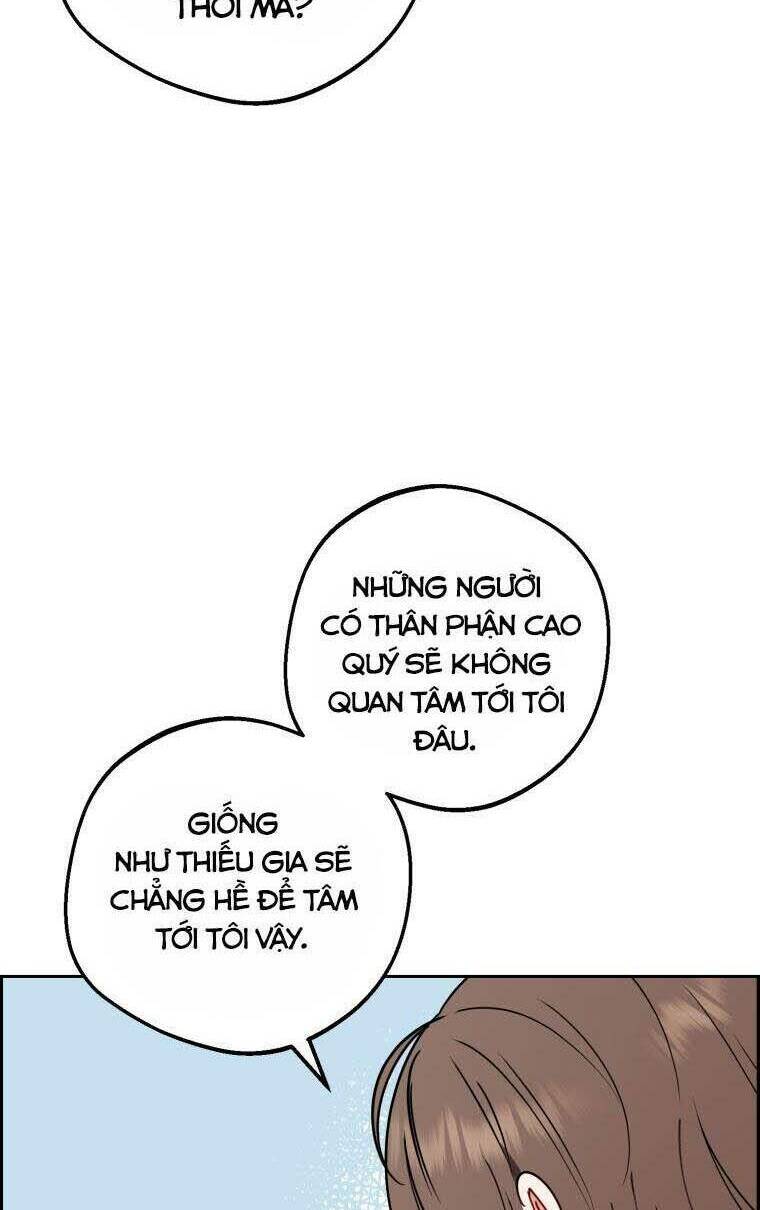 THÔI MÀ?
NHỮNG NGƯỜI
CÓ THÂN PHẬN CAO
QUÝ SẼ KHÔNG
QUAN TÂM TỚI TÔI
ĐÂU.
GIỐNG
NHƯ THIẾU GIA SẼ
CHẲNG HỀ ĐỂ TÂM
TỚI TÔI VẬY.